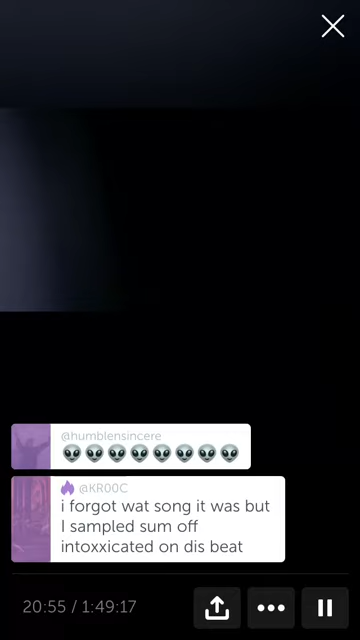 @humblensincere
👽👽👽👽👽👽👽👽
@KR00C
i forgot wat song it was but
I sampled sum off
intoxxicated on dis beat
20:55 / 1:49:17